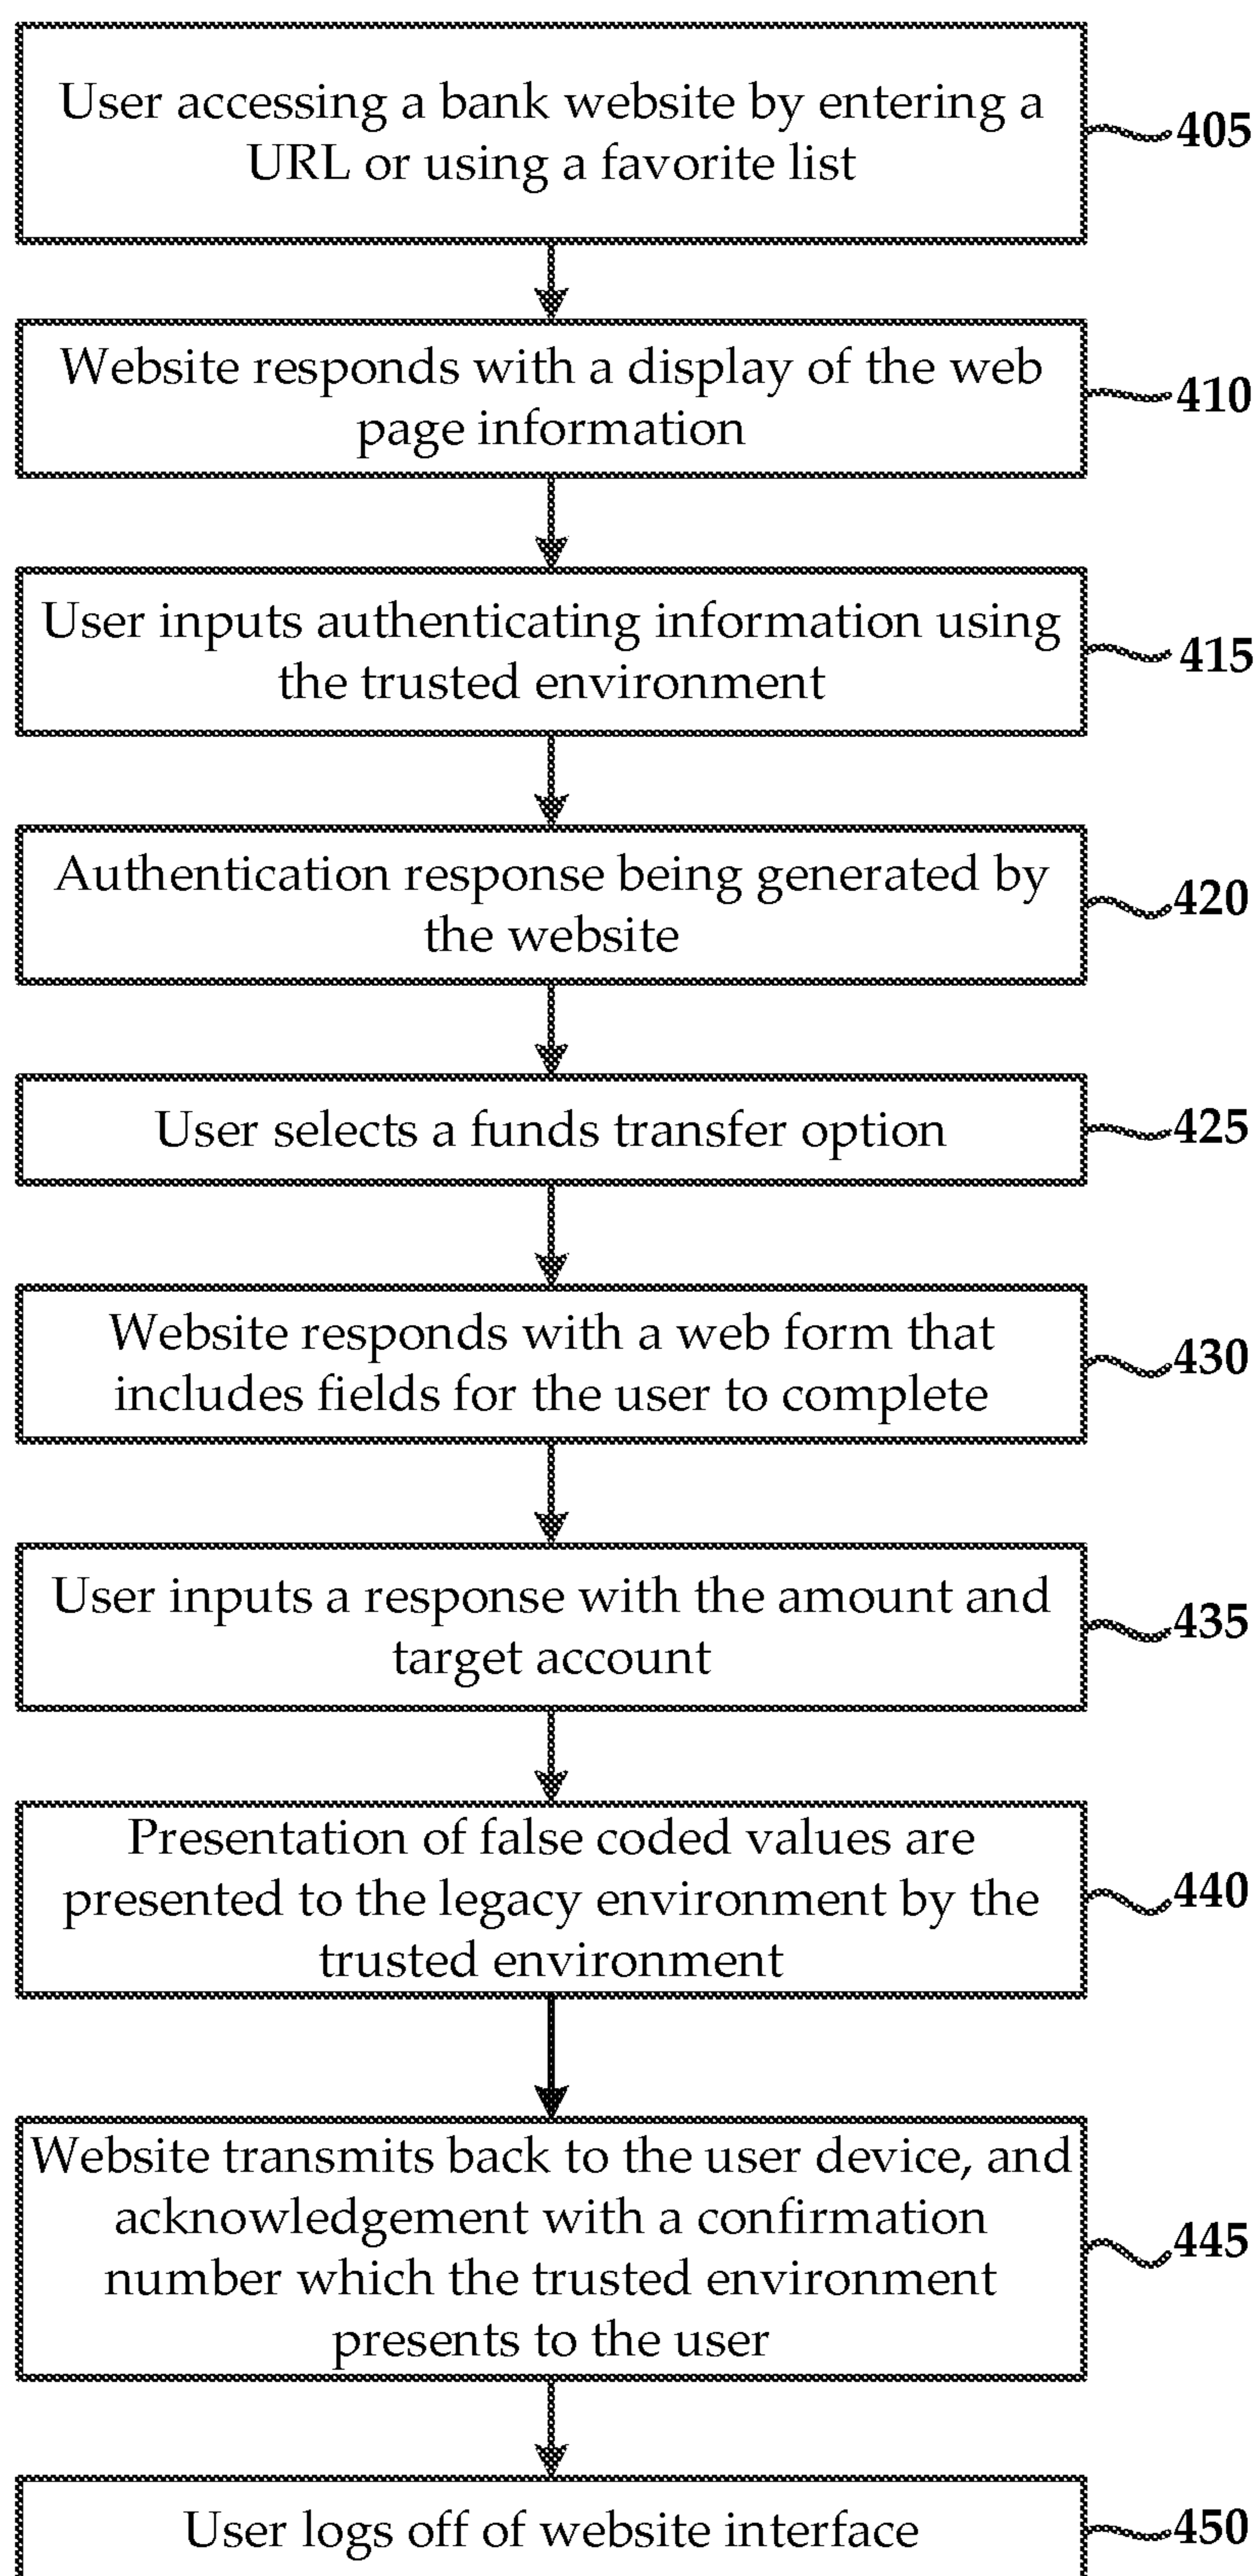 User accessing a bank website by entering a
URL or using a favorite list
405
Website responds with a display of the web
page information
410
User inputs authenticating information using
the trusted environment
415
Authentication response being generated by
the website
420
User selects a funds transfer option
425
Website responds with a web form that
includes fields for the user to complete
430
User inputs a response with the amount and
target account
435
Presentation of false coded values are
presented to the legacy environment by the
trusted environment
440
Website transmits back to the user device, and
acknowledgement with a confirmation
number which the trusted environment
presents to the user
445
User logs off of website interface
450